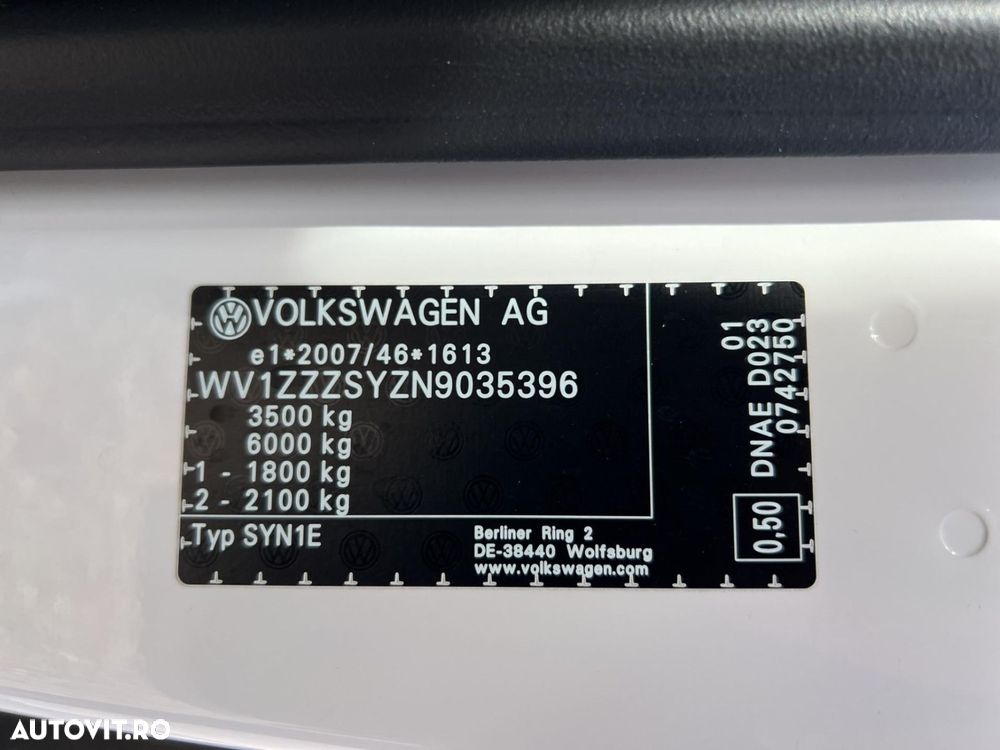 VOLKSWAGEN AG
e1*2007/46*1613
WV1ZZZSYZN9035396
3500 kg
6000 kg
1 - 1800 kg
2 - 2100 kg
Typ SYN1E
Berliner Ring 2
DE-38440 Wolfsburg
www.volkswagen.com
01
0,50 DNAE D023
0742750
AUTOVIT.RO